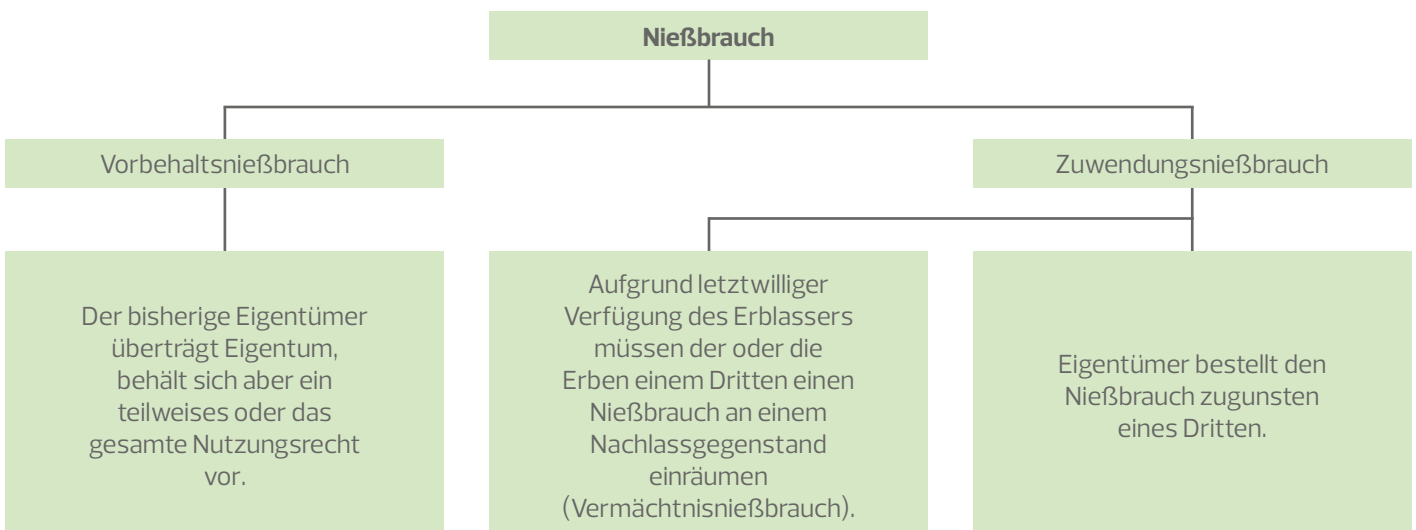 Nießbrauch
Vorbehaltsnießbrauch
Zuwendungsnießbrauch
Der bisherige Eigentümer
überträgt Eigentum,
behält sich aber ein
teilweises oder das
gesamte Nutzungsrecht
vor.
Aufgrund letztwilliger
Verfügung des Erblassers
müssen der oder die
Erben einem Dritten einen
Nießbrauch an einem
Nachlassgegenstand
einräumen
(Vermächtnisnießbrauch).
Eigentümer bestellt den
Nießbrauch zugunsten
eines Dritten.